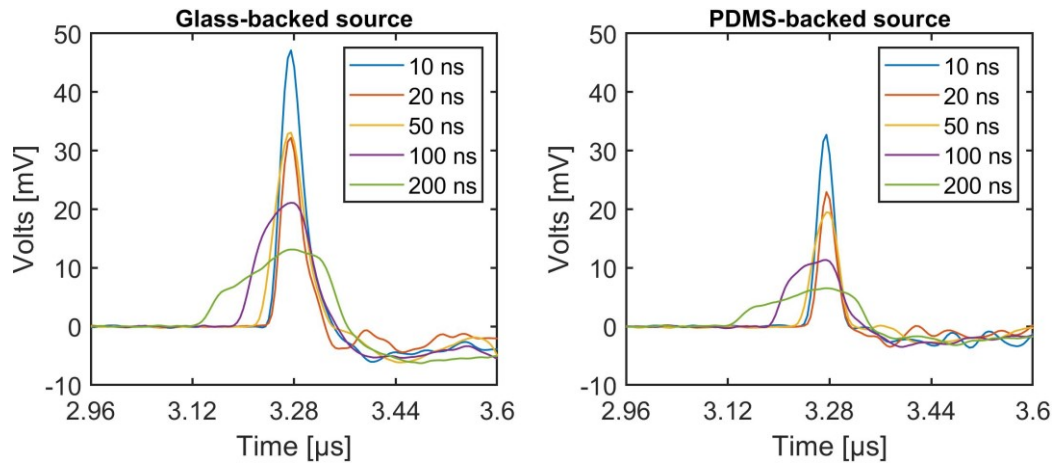 Glass-backed source
50
40
30
20
10
0
-10
Volts [mV]
10 ns
20 ns
50 ns
100 ns
200 ns
2.96
3.12
3.28
3.44
3.6
Time [µs]
PDMS-backed source
50
40
30
20
10
0
-10
Volts [mV]
10 ns
20 ns
50 ns
100 ns
200 ns
2.96
3.12
3.28
3.44
3.6
Time [µs]